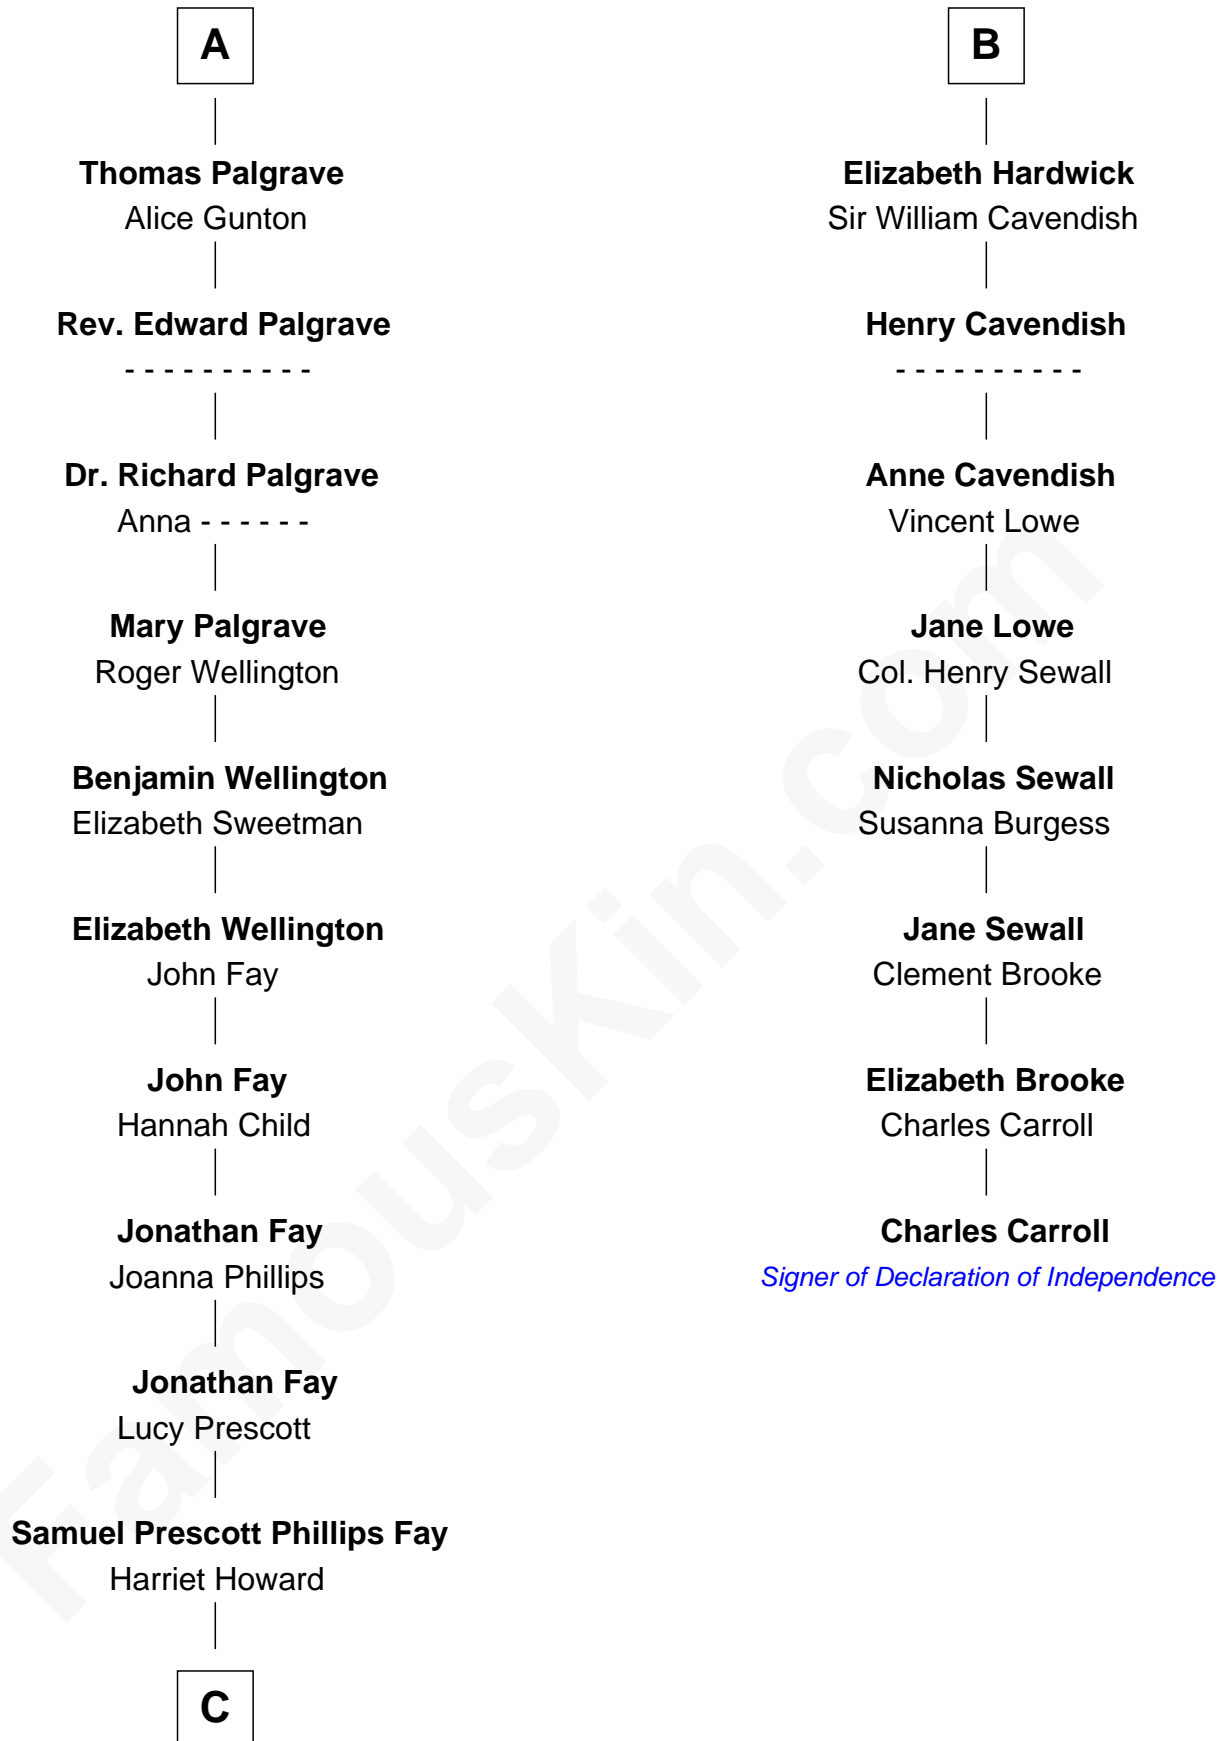 A
Thomas Palgrave
Alice Gunton
Rev. Edward Palgrave
- - - - - - - - - -
Dr. Richard Palgrave
Anna - - - - - -
Mary Palgrave
Roger Wellington
Benjamin Wellington
Elizabeth Sweetman
Elizabeth Wellington
John Fay
John Fay
Hannah Child
Jonathan Fay
Joanna Phillips
Jonathan Fay
Lucy Prescott
Samuel Prescott Phillips Fay
Harriet Howard
C
B
Elizabeth Hardwick
Sir William Cavendish
Henry Cavendish
- - - - - - - - - -
Anne Cavendish
Vincent Lowe
Jane Lowe
Col. Henry Sewall
Nicholas Sewall
Susanna Burgess
Jane Sewall
Clement Brooke
Elizabeth Brooke
Charles Carroll
Charles Carroll
Signer of Declaration of Independence
FamousKin.com